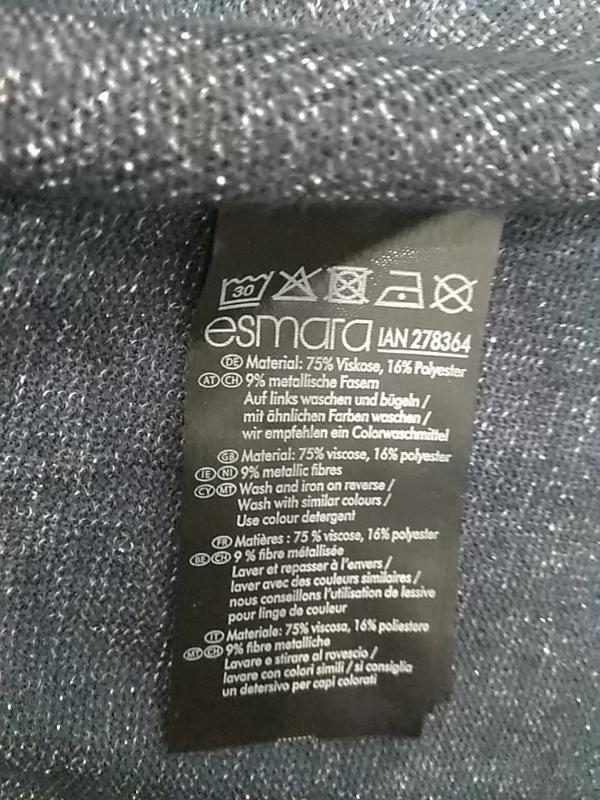 30
esmara IAN 278364
DE Material: 75% Viskose, 16% Polyester
AT CH 9% metallische Fasern
Auf links waschen und bügeln /
mit ähnlichen Farben waschen /
wir empfehlen ein Colorwaschmittel
GB Material: 75% viscose, 16% polyester
IE NI 9% metallic fibres
CY MT Wash and iron on reverse /
Wash with similar colours /
Use colour detergent
FR Matières : 75 % viscose, 16% polyester
BE CH 9 % fibre métallisée
Laver et repasser à l'envers /
laver avec des couleurs similaires /
nous conseillons l'utilisation de lessive
pour linge de couleur
IT Materiale: 75% viscosa, 16% poliestere
MT CH 9% fibre metalliche
Lavare e stirare al rovescio /
lavare con colori simili / si consiglia
un detersivo per capi colorati